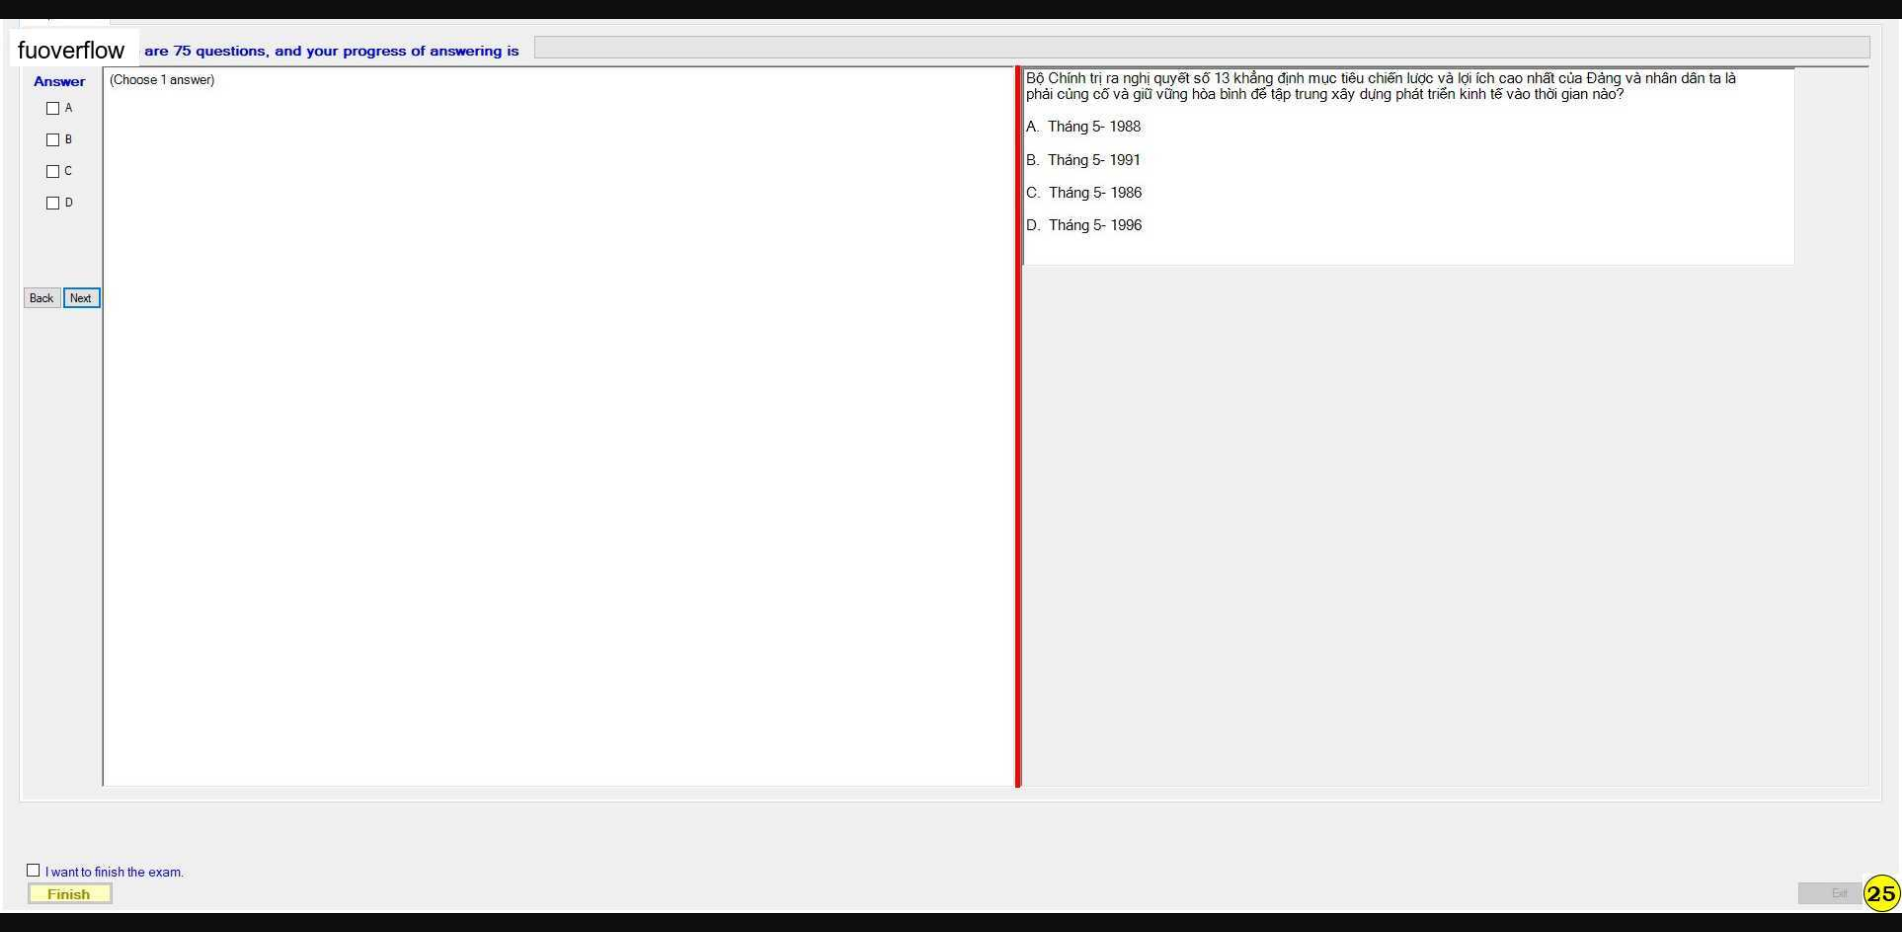 fuoverflow are 75 questions, and your progress of answering is
Answer
(Choose 1 answer)
A
B
C
D
Back Next
Bộ Chính trị ra nghị quyết số 13 khẳng định mục tiêu chiến lược và lợi ích cao nhất của Đảng và nhân dân ta là
phải củng cố và giữ vững hòa bình để tập trung xây dựng phát triển kinh tế vào thời gian nào?
A. Tháng 5- 1988
B. Tháng 5- 1991
C. Tháng 5- 1986
D. Tháng 5- 1996
I want to finish the exam.
Finish
Exit
25